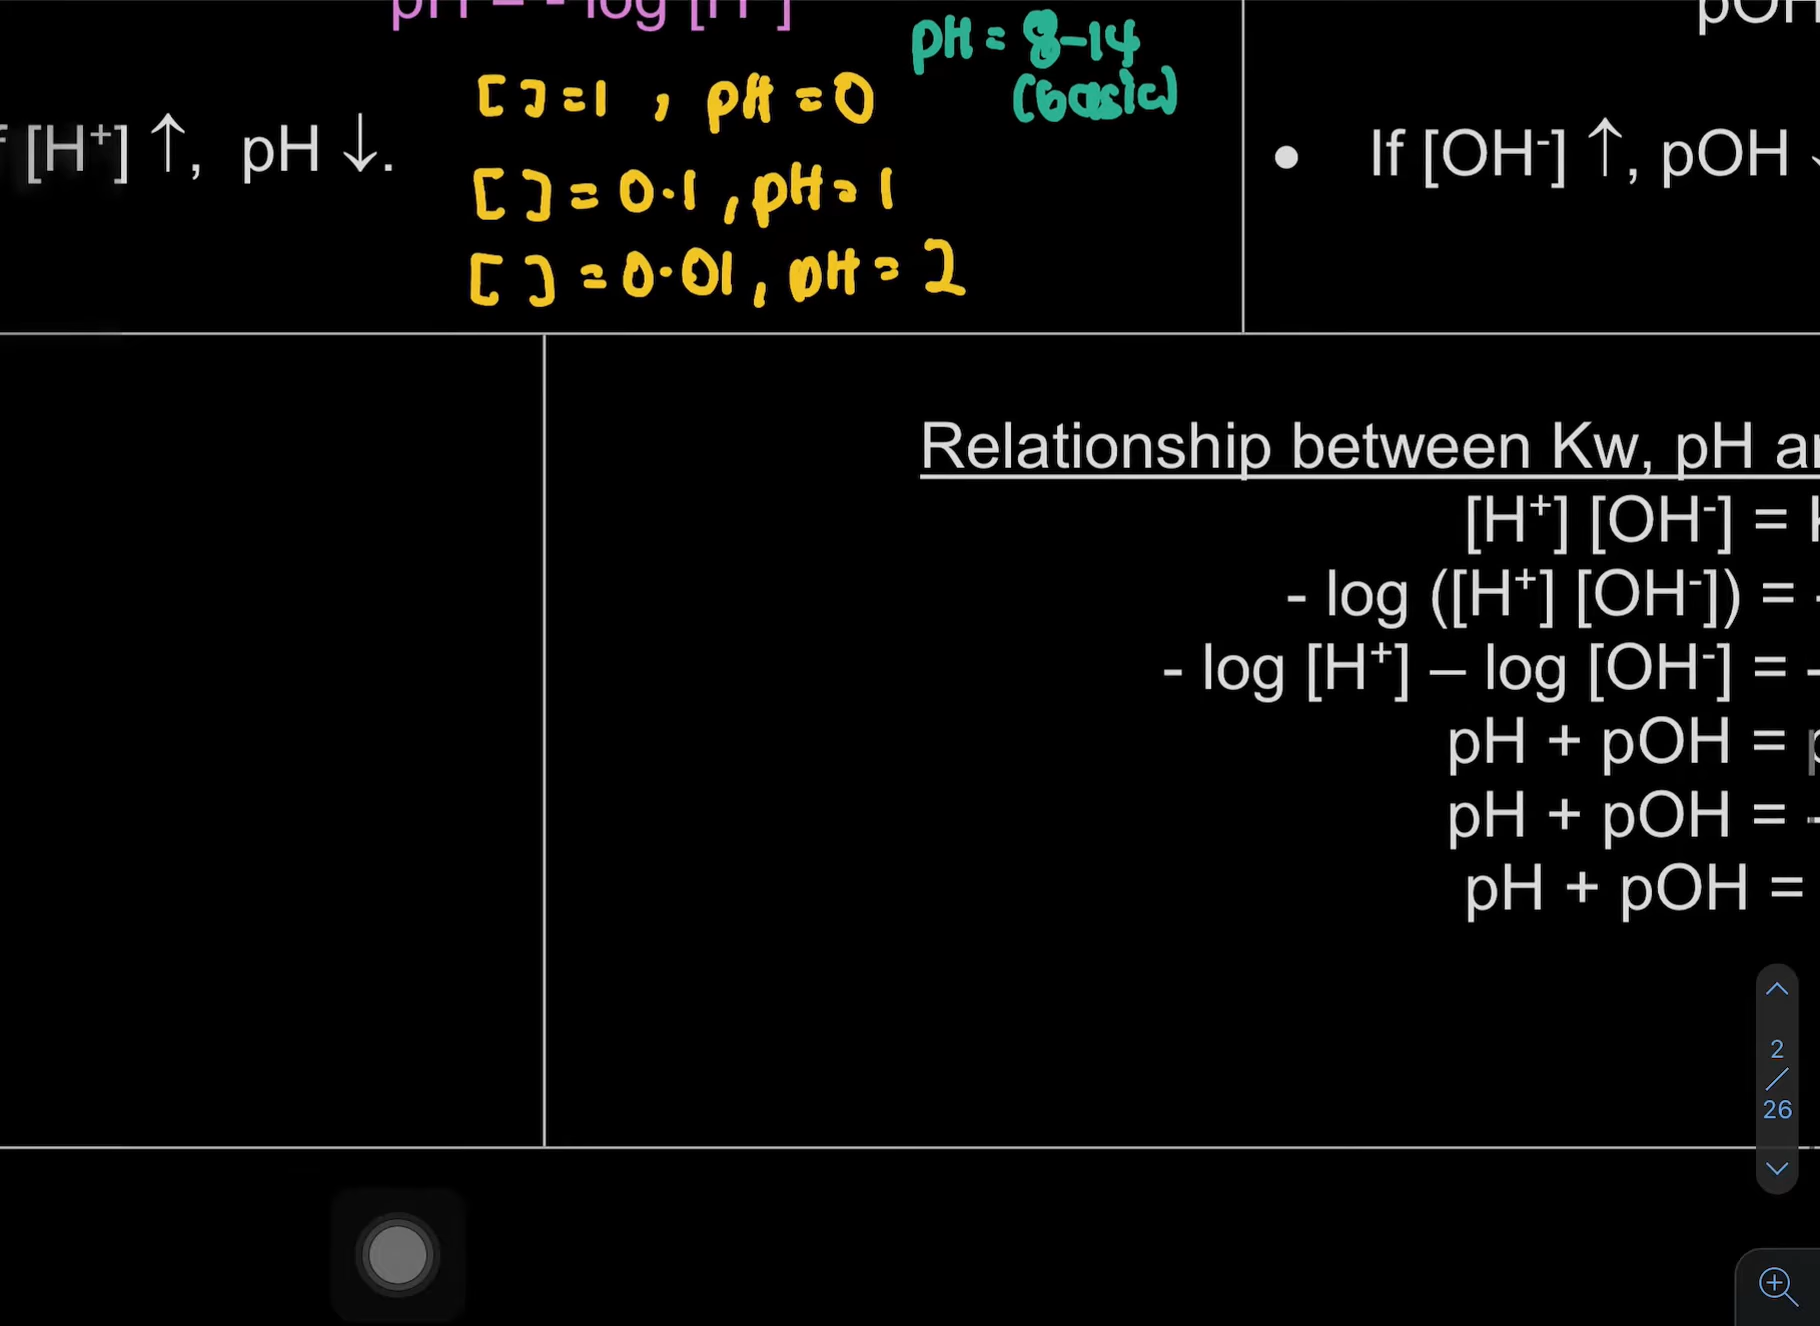 pH = - log [H+]
pH = 8-14
(basic)
[ ] = 1 , pH = 0
[H+] ↑, pH ↓.
[ ] = 0.1 , pH = 1
[ ] = 0.01 , pH = 2
pOH
• If [OH-] ↑, pOH
Relationship between Kw, pH
[H+] [OH-] =
- log ([H+] [OH-]) = -
- log [H+] – log [OH-] = -
pH + pOH = p
pH + pOH = -
pH + pOH =
2
/
26